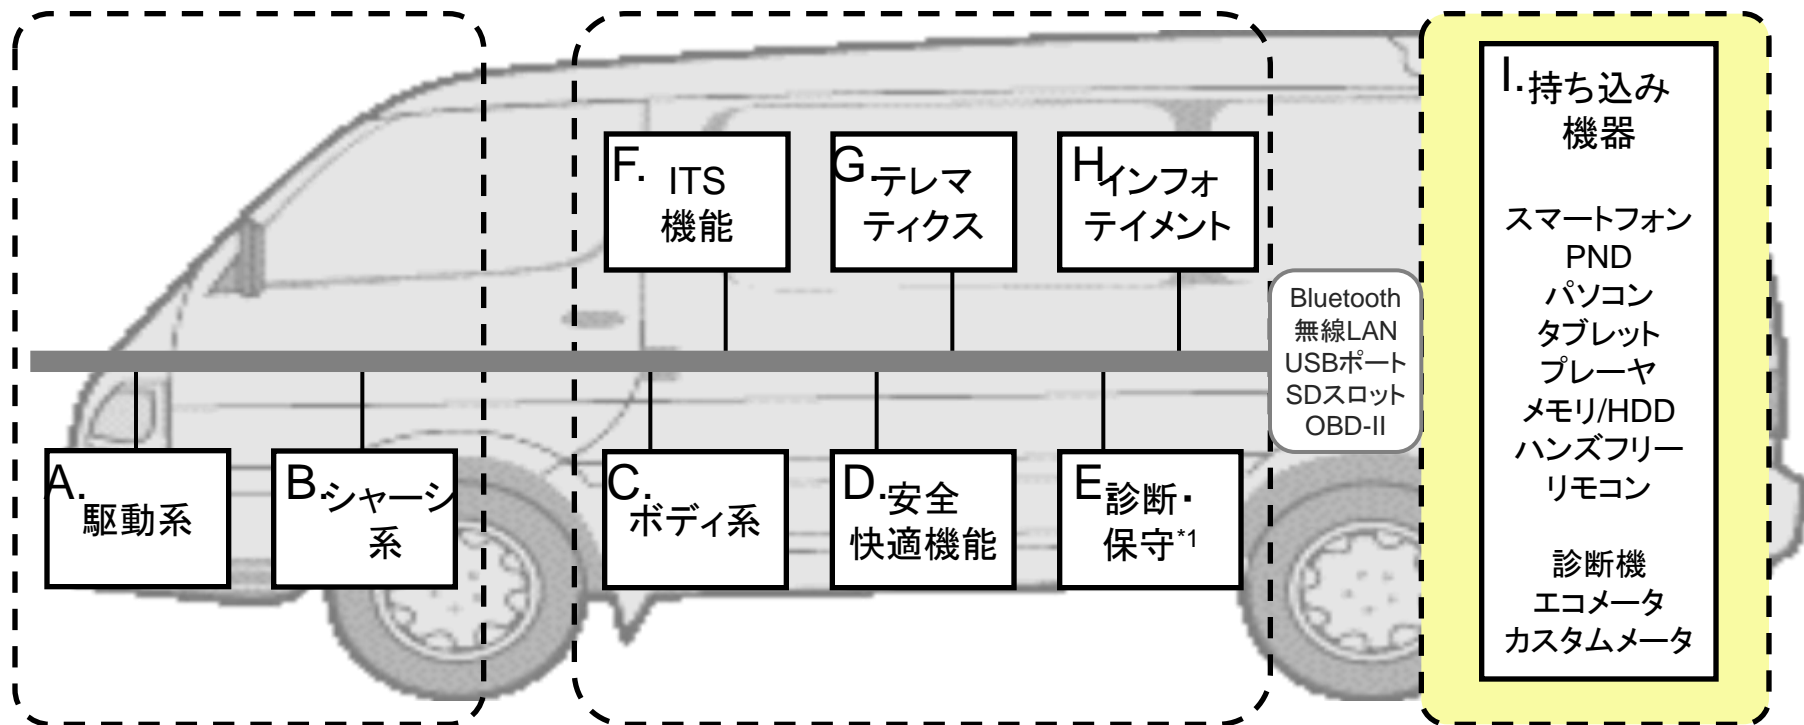 F. ITS
機能
G. テレマ
ティクス
H インフォ
テイメント
A.
駆動系
B. シャーシ
系
C.
ボディ系
D. 安全
快適機能
E 診断・
保守*1
Bluetooth
無線LAN
USBポート
SDスロット
OBD-II
I. 持ち込み
機器
スマートフォン
PND
パソコン
タブレット
プレーヤ
メモリ/HDD
ハンズフリー
リモコン
診断機
エコメータ
カスタムメータ